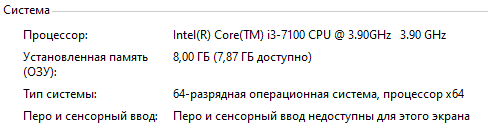 Система
Процессор: Intel(R) Core(TM) i3-7100 CPU @ 3.90GHz 3.90 GHz
Установленная память 8,00 ГБ (7,87 ГБ доступно)
(ОЗУ):
Тип системы: 64-разрядная операционная система, процессор x64
Перо и сенсорный ввод: Перо и сенсорный ввод недоступны для этого экрана